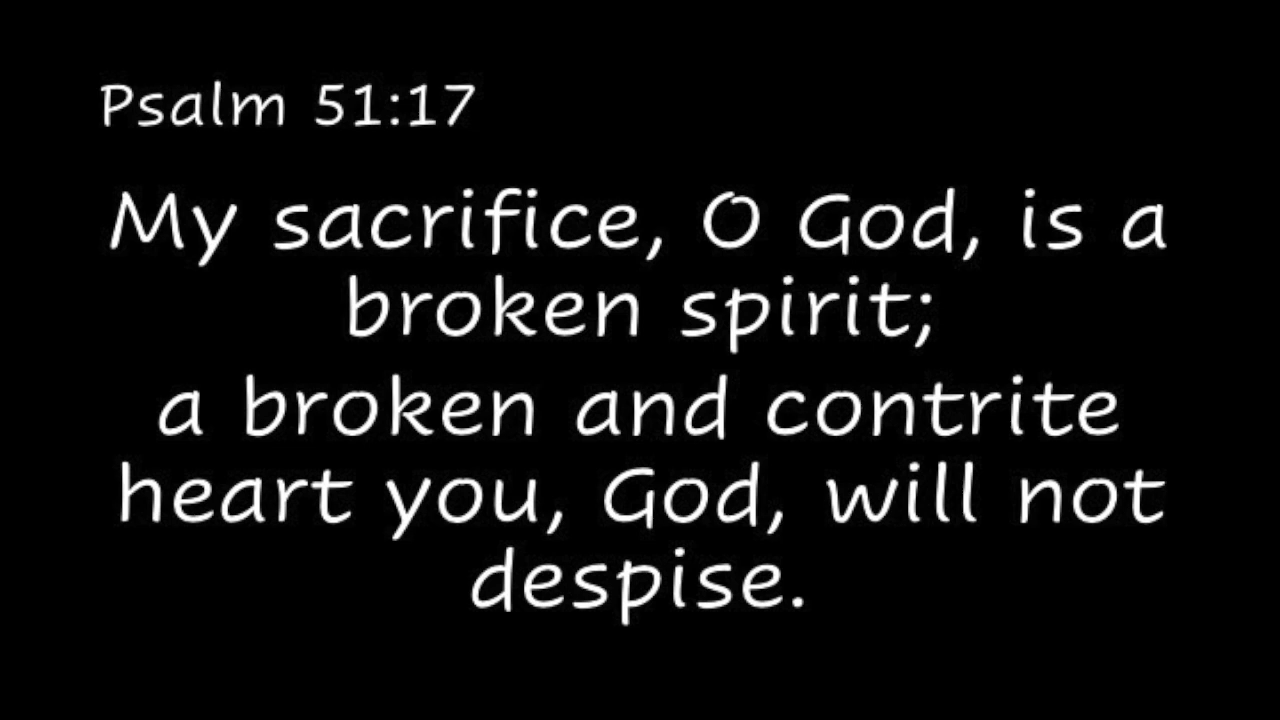 Psalm 51:17
My sacrifice, O God, is a
broken spirit;
a broken and contrite
heart you, God, will not
despise.